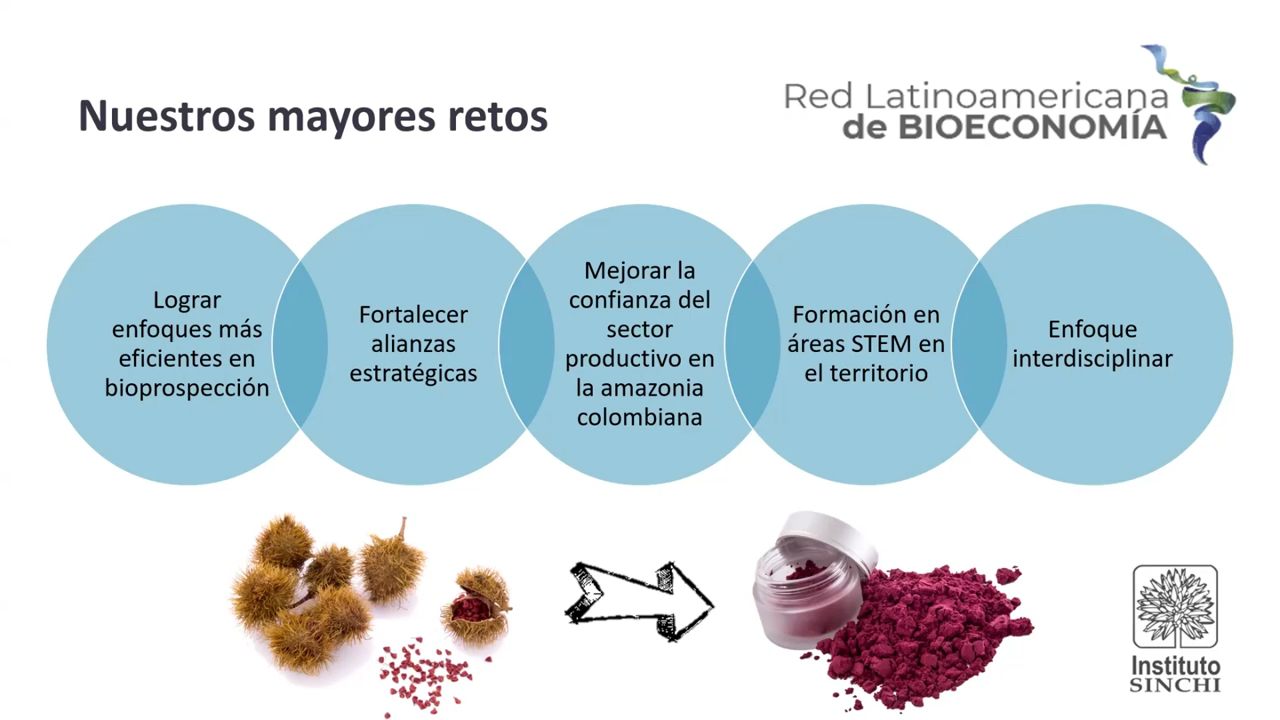 Nuestros mayores retos
Red Latinoamericana
de BIOECONOMÍA
Lograr
enfoques más
eficientes en
bioprospección
Fortalecer
alianzas
estratégicas
Mejorar la
confianza del
sector
productivo en
la amazonia
colombiana
Formación en
áreas STEM en
el territorio
Enfoque
interdisciplinar
Instituto
SINCHI